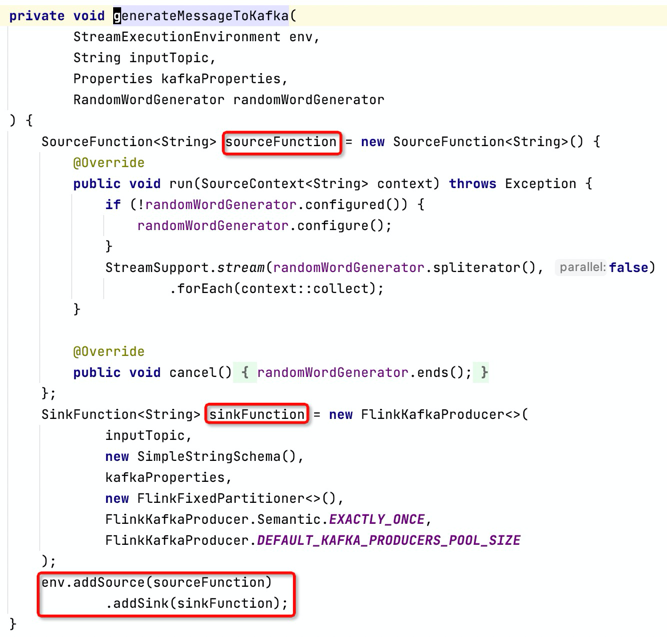 private void generateMessageToKafka(
StreamExecutionEnvironment env,
String inputTopic,
Properties kafkaProperties,
RandomWordGenerator randomWordGenerator
) {
SourceFunction<String> sourceFunction = new SourceFunction<String>() {
@Override
public void run(SourceContext<String> context) throws Exception {
if (!randomWordGenerator.configured()) {
randomWordGenerator.configure();
}
StreamSupport.stream(randomWordGenerator.spliterator(), parallel: false)
.forEach(context::collect);
}
@Override
public void cancel() { randomWordGenerator.ends(); }
};
SinkFunction<String> sinkFunction = new FlinkKafkaProducer<>(
inputTopic,
new SimpleStringSchema(),
kafkaProperties,
new FlinkFixedPartitioner<>(),
FlinkKafkaProducer.Semantic.EXACTLY_ONCE,
FlinkKafkaProducer.DEFAULT_KAFKA_PRODUCERS_POOL_SIZE
);
env.addSource(sourceFunction)
.addSink(sinkFunction);
}